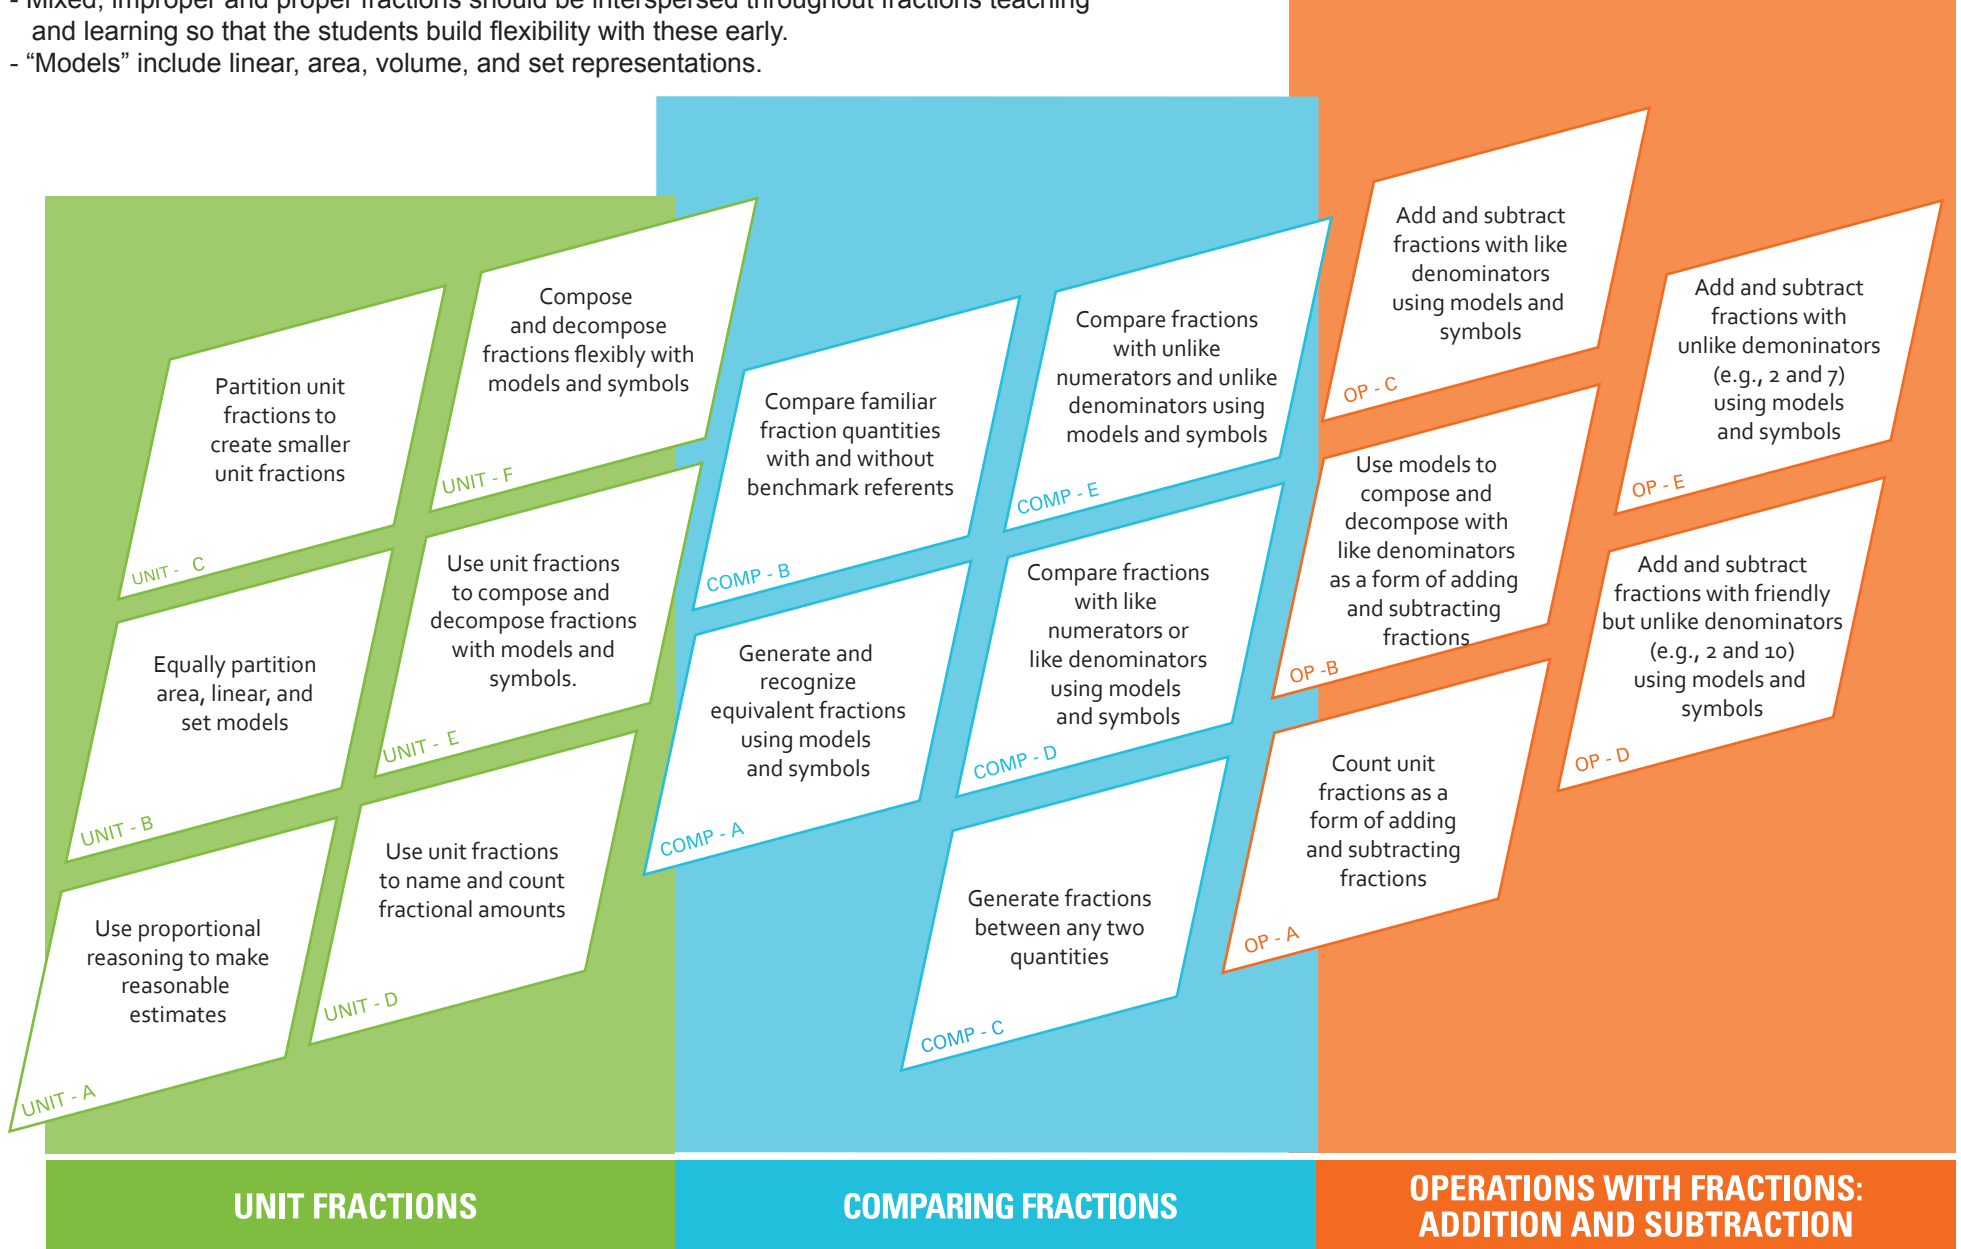 - Mixed, improper and proper fractions should be interspersed throughout fractions teaching
and learning so that the students build flexibility with these early.
- “Models” include linear, area, volume, and set representations.
Partition unit
fractions to
create smaller
unit fractions
UNIT - C
Compose
and decompose
fractions flexibly with
models and symbols
UNIT - F
Equally partition
area, linear, and
set models
UNIT - B
Use unit fractions
to compose and
decompose fractions
with models and
symbols.
UNIT - E
Use proportional
reasoning to make
reasonable
estimates
UNIT - A
Use unit fractions
to name and count
fractional amounts
UNIT - D
Compare familiar
fraction quantities
with and without
benchmark referents
COMP - B
Compare fractions
with unlike
numerators and unlike
denominators using
models and symbols
COMP - E
Generate and
recognize
equivalent fractions
using models
and symbols
COMP - A
Compare fractions
with like
numerators or
like denominators
using models
and symbols
COMP - D
Generate fractions
between any two
quantities
COMP - C
Add and subtract
fractions with like
denominators
using models and
symbols
OP - C
Add and subtract
fractions with
unlike demoninators
(e.g., 2 and 7)
using models
and symbols
OP - E
Use models to
compose and
decompose with
like denominators
as a form of adding
and subtracting
fractions
OP -B
Add and subtract
fractions with friendly
but unlike denominators
(e.g., 2 and 10)
using models and
symbols
OP - D
Count unit
fractions as a
form of adding
and subtracting
fractions
OP - A
UNIT FRACTIONS
COMPARING FRACTIONS
OPERATIONS WITH FRACTIONS:
ADDITION AND SUBTRACTION